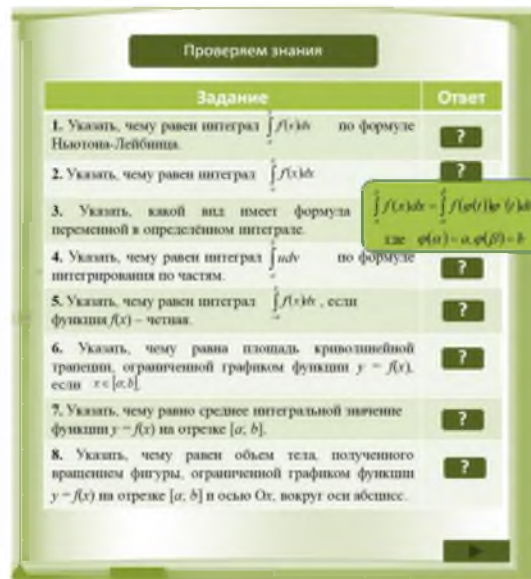 Проверяем знания
Задание Ответ
1. Указать, чему равен интеграл ∫f(x)dx по формуле
Ньютона-Лейбница.
?
2. Указать, чему равен интеграл ∫f(x)dx
?
3. Указать, какой вид имеет формула
переменной в определённом интеграле.
∫f(x)dx = ∫f(φ(t))φ'(t)dt
где φ(α) = a, φ(β) = b
4. Указать, чему равен интеграл ∫udv по формуле
интегрирования по частям.
?
5. Указать, чему равен интеграл ∫f(x)dx, если
функция f(x) – четная.
?
6. Указать, чему равна площадь криволинейной
трапеции, ограниченной графиком функции y = f(x),
если x ∈ [a; b].
?
7. Указать, чему равно среднее интегральной значение
функции y = f(x) на отрезке [a; b].
?
8. Указать, чему равен объем тела, полученного
вращением фигуры, ограниченной графиком функции
y = f(x) на отрезке [a; b] и осью Ox, вокруг оси абсцисс.
?